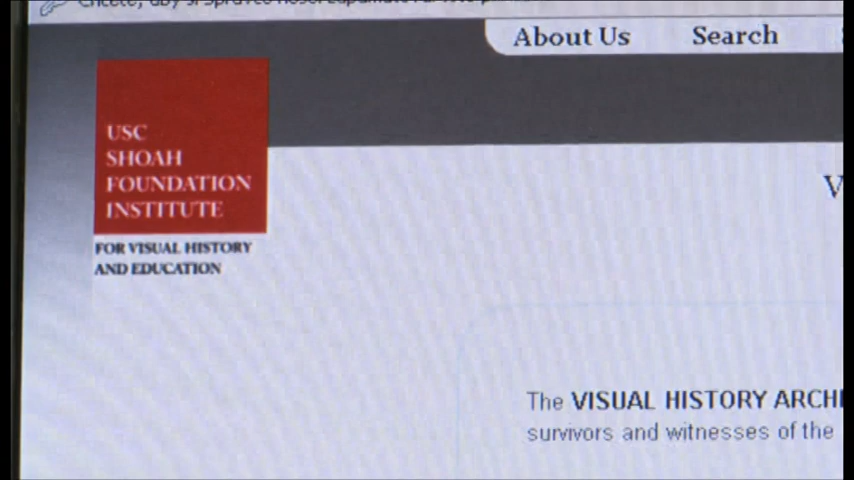 About Us Search
USC
SHOAH
FOUNDATION
INSTITUTE
FOR VISUAL HISTORY
AND EDUCATION
The VISUAL HISTORY
survivors and witnesses of the